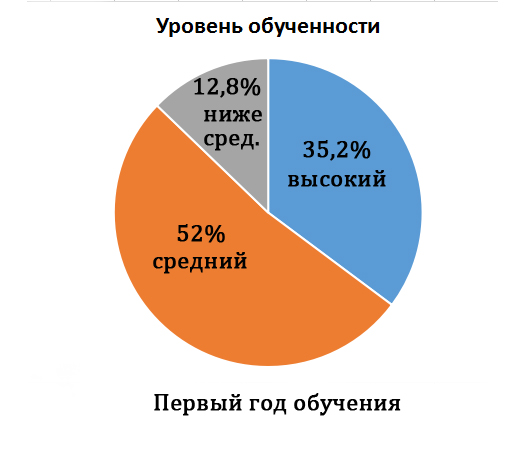 Уровень обученности
12,8%
ниже
сред.
35,2%
высокий
52%
средний
Первый год обучения